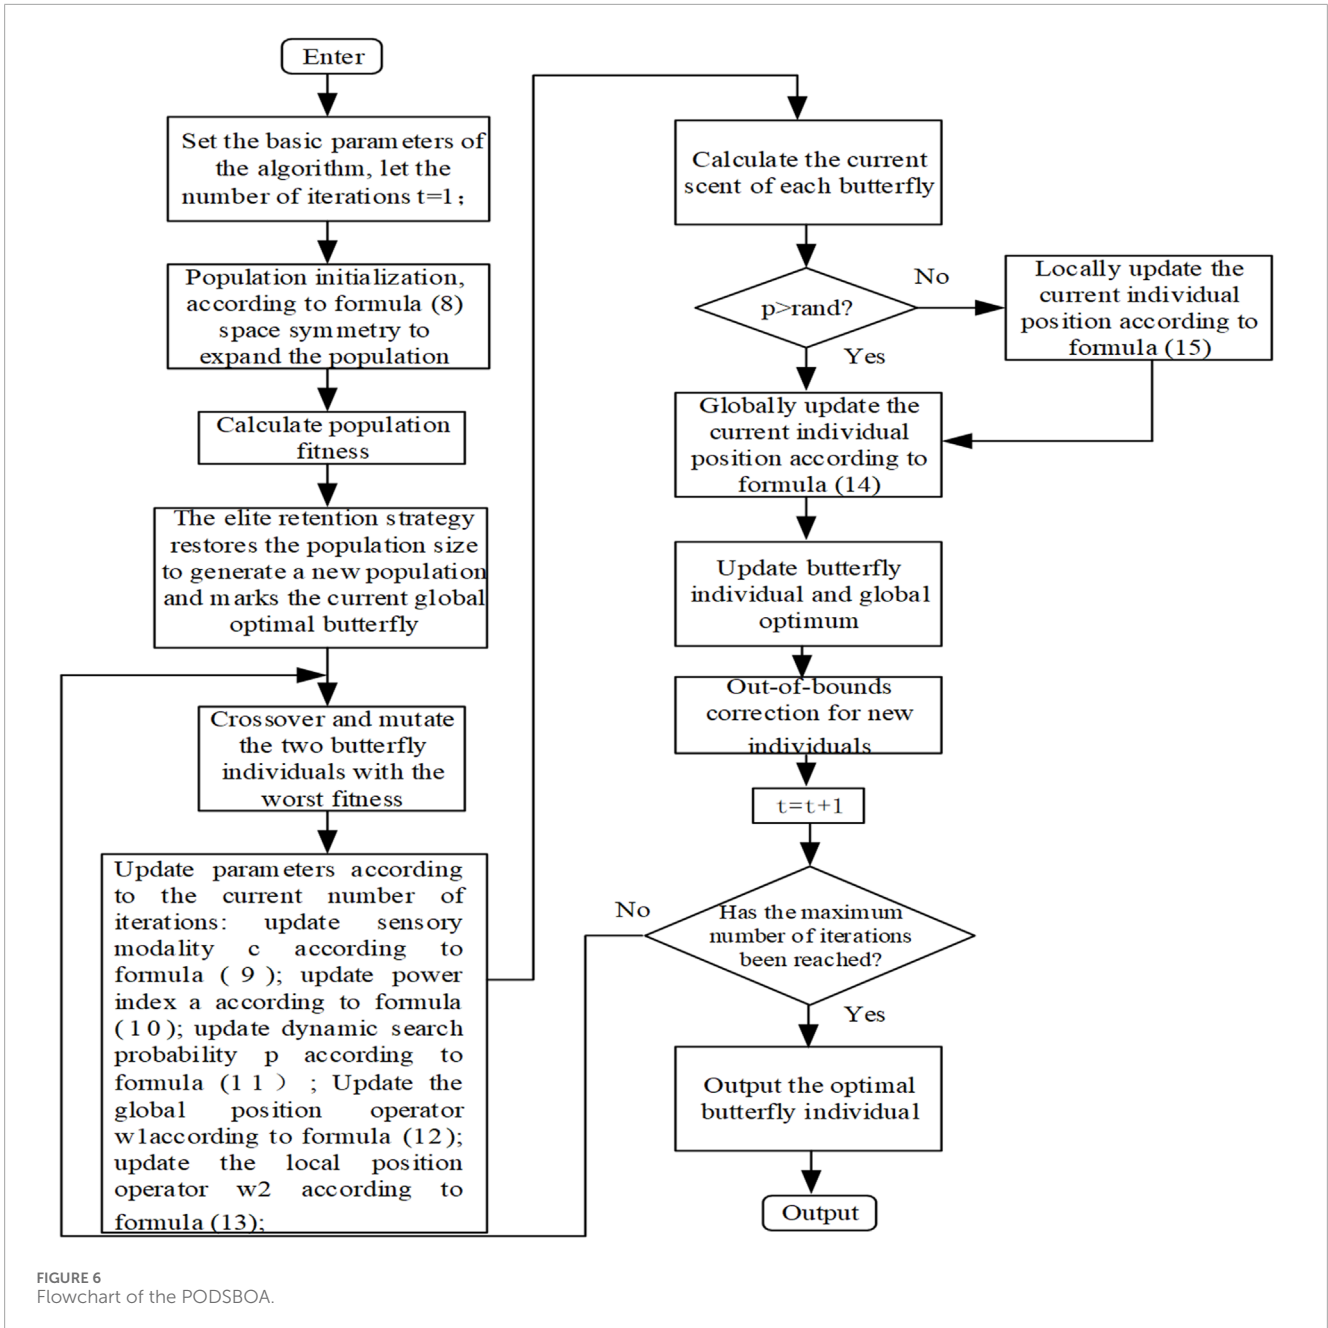 Enter
Set the basic parameters of
the algorithm, let the
number of iterions t=1;
Population initialization,
according to formula (8)
space symmetry to
expand the population
Calculate population
fitness
The elite retention strategy
restores the population size
to generate a new population
and marks the current global
optimal butterfly
Crossover and mutate
the two butterfly
individuals with the
worst fitness
Update parameters according
to the current number of
iterations: update sensory
modality c according to
formula ( 9 ); update power
index a according to formula
(10); update dynamic search
probability p according to
formula (11) ; Update the
global position operator
w1according to formula (12);
update the local position
operator w2 according to
formula (13);
Calculate the current
scent of each butterfly
p>rand?
No
Locally update the
current individual
position according to
formula (15)
Yes
Globally update the
current individual
position according to
formula (14)
Update butterfly
individual and global
optimum
Out-of-bounds
correction for new
individuals
t=t+1
Has the maximum
number of iterations
been reached?
No
Yes
Output the optimal
butterfly individual
Output
FIGURE 6
Flowchart of the PODSBOA.